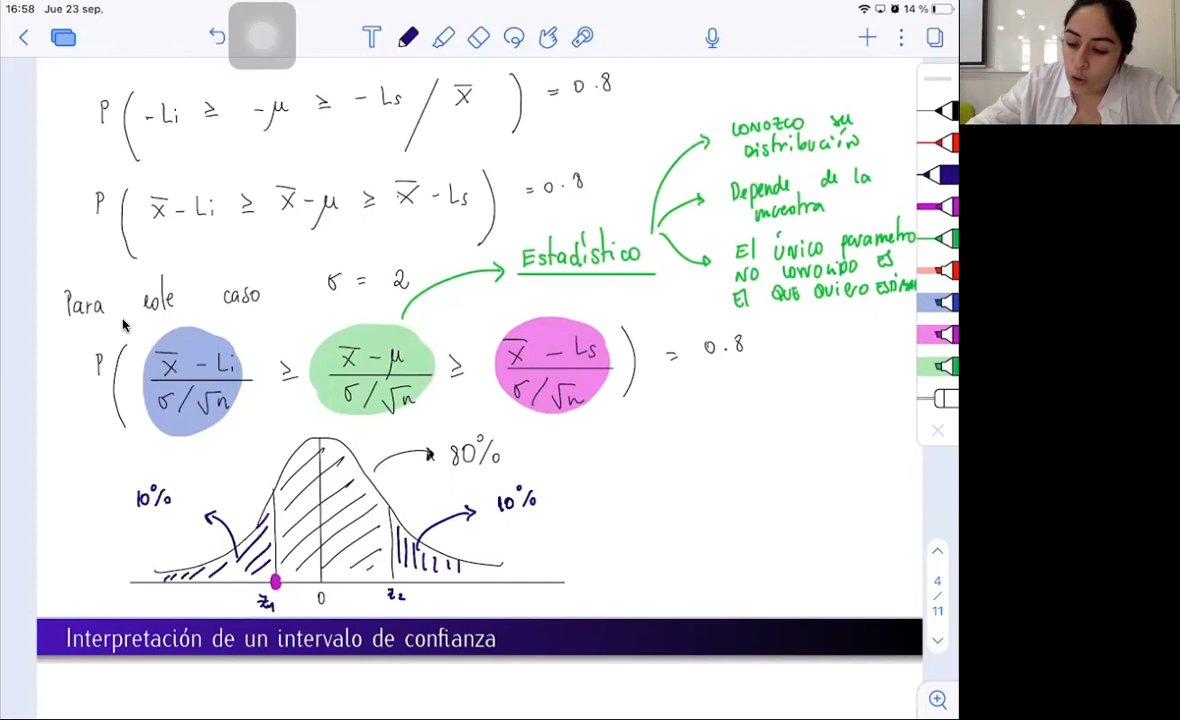 16:58 Jue 23 sep.
14 %
P ( -Li ≥ -μ ≥ -Ls / X̅ ) = 0.8
P ( X̅ - Li ≥ X̅ - μ ≥ X̅ - Ls ) = 0.8
conozco su
distribución
Depende de la
muestra
El único parametro
NO conocido ES
El QUE QUIERO ESTIMA
Estadístico
Para este caso σ = 2
P ( X̅ - Li / σ/√n ≥ X̅ - μ / σ/√n ≥ X̅ - Ls / σ/√n ) = 0.8
80%
10%
10%
z1 0 z2
Interpretación de un intervalo de confianza
4
/
11